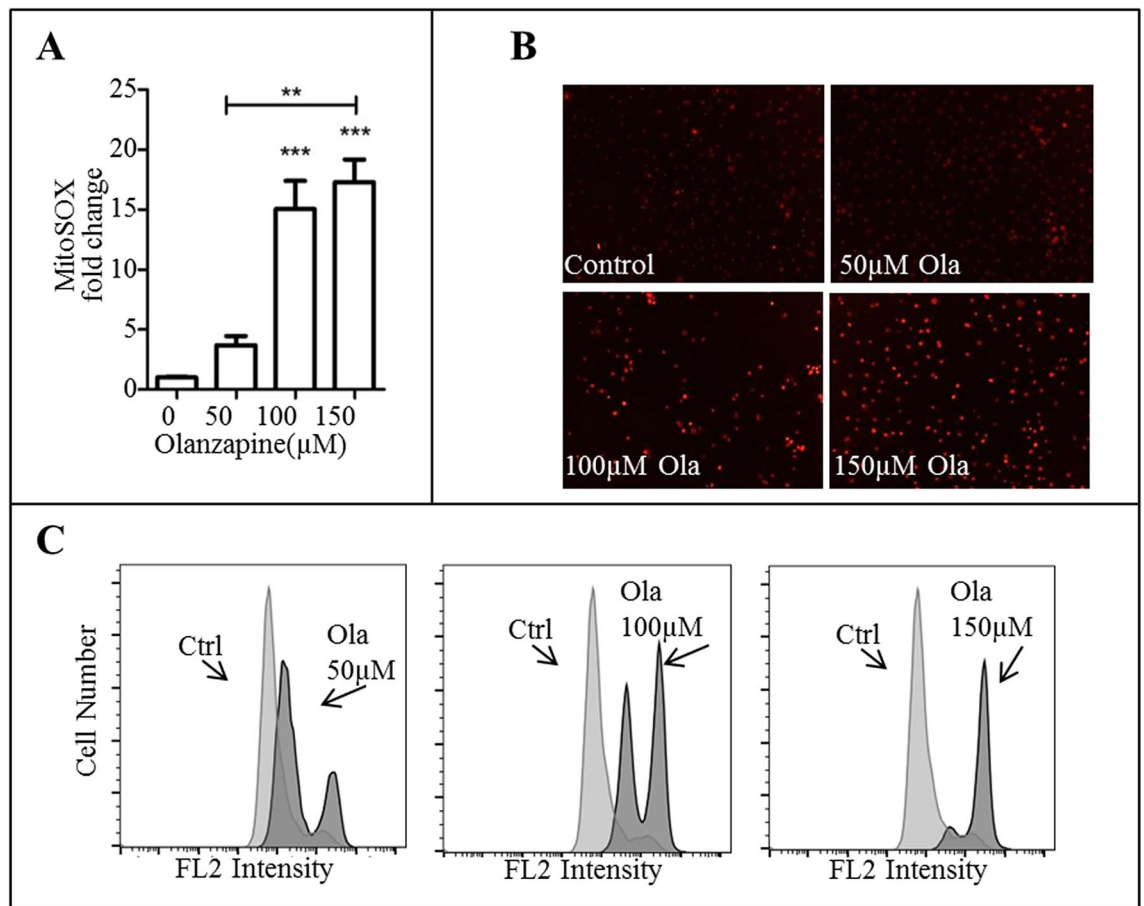 A
25
20
15
10
5
0
MitoSOX
fold change
**
***
***
0 50 100 150
Olanzapine(µM)
B
Control
50µM Ola
100µM Ola
150µM Ola
C
Cell Number
Ctrl
Ola
50µM
FL2 Intensity
Ctrl
Ola
100µM
FL2 Intensity
Ctrl
Ola
150µM
FL2 Intensity